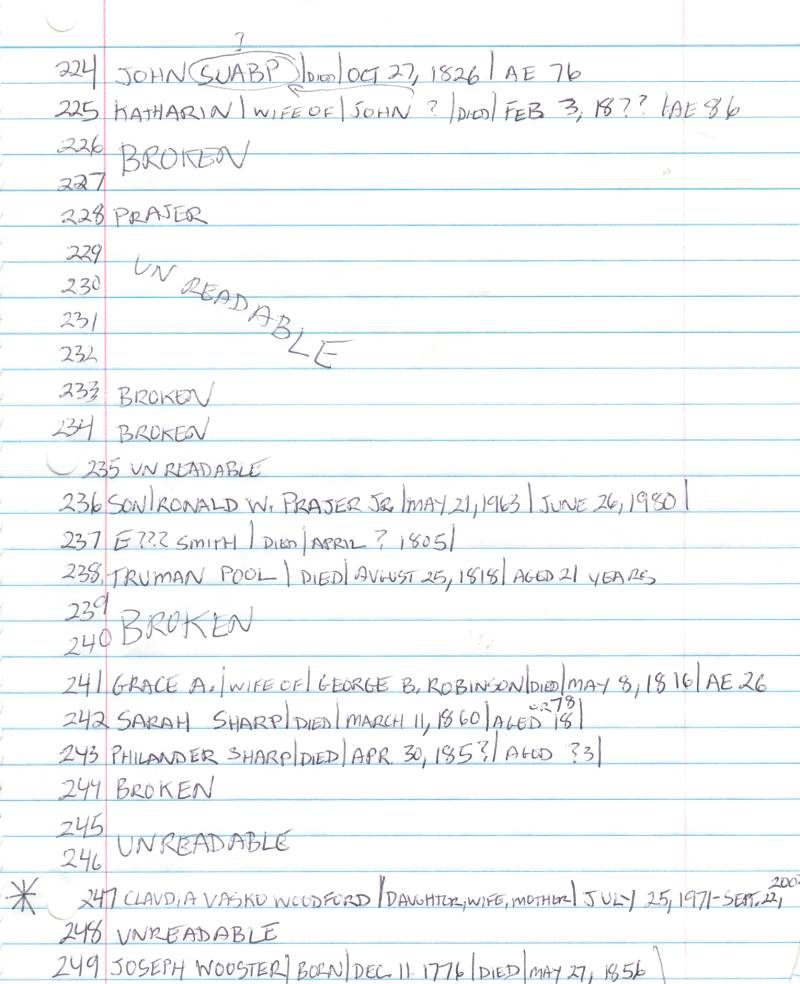 ?
224 JOHN SUABP |DIED| OCT 27, 1826 | AE 76
225 KATHARIN | WIFE OF | JOHN ? |DIED| FEB 3, 18?? | AE 86
226
BROKEN
227
228 PRAJER
229
UNREADABLE
230
231
232
233 BROKEN
234 BROKEN
235 UNREADABLE
236 SON | RONALD W. PRAJER JR | MAY 21, 1963 | JUNE 26, 1980 |
237 E??? SMITH | DIED | APRIL ? 1805 |
238 TRUMAN POOL | DIED | AUGUST 25, 1818 | AGED 21 YEARS
239
BROKEN
240
241 GRACE A. | WIFE OF | GEORGE B. ROBINSON | DIED | MAY 8, 1816 | AE 26
OR 78
242 SARAH SHARP | DIED | MARCH 11, 1860 | AGED 18 |
243 PHILANDER SHARP | DIED | APR. 30, 185? | AGED ?3 |
244 BROKEN
245
UNREADABLE
246
247 CLAUDIA VASKO WOODFORD | DAUGHTER, WIFE, MOTHER | JULY 25, 1971 - SEPT. 22,
248 UNREADABLE
249 JOSEPH WOOSTER | BORN | DEC 11 1776 | DIED | MAY 27, 1856 |